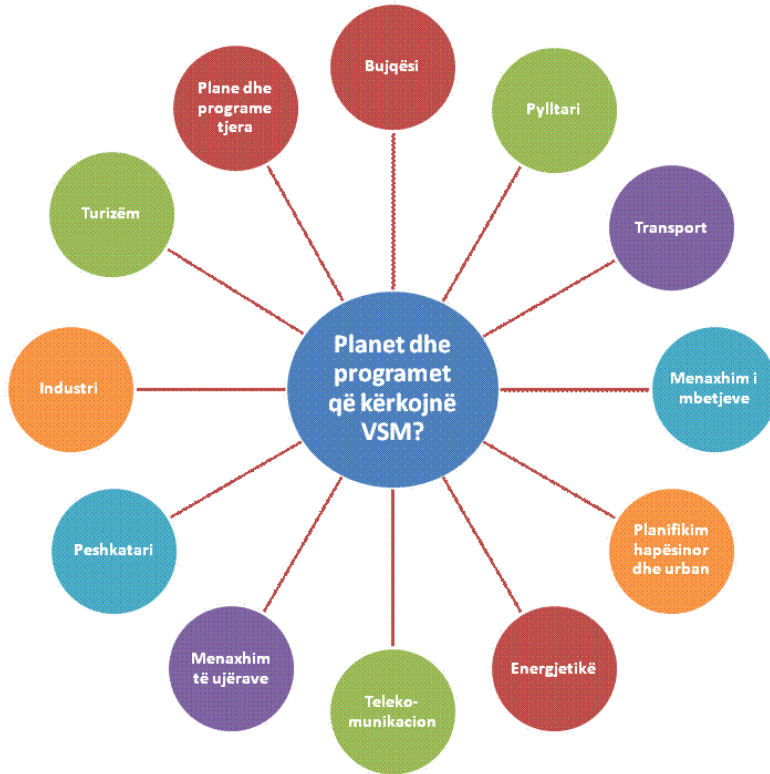 Planet dhe
programet
që kërkojnë
VSM?
Bujqësi
Pylltari
Transport
Menaxhim i
mbetjeve
Planifikim
hapësinor
dhe urban
Energjetikë
Teleko-
munikacion
Menaxhim
të ujërave
Peshkatari
Industri
Turizëm
Plane dhe
programe
tjera